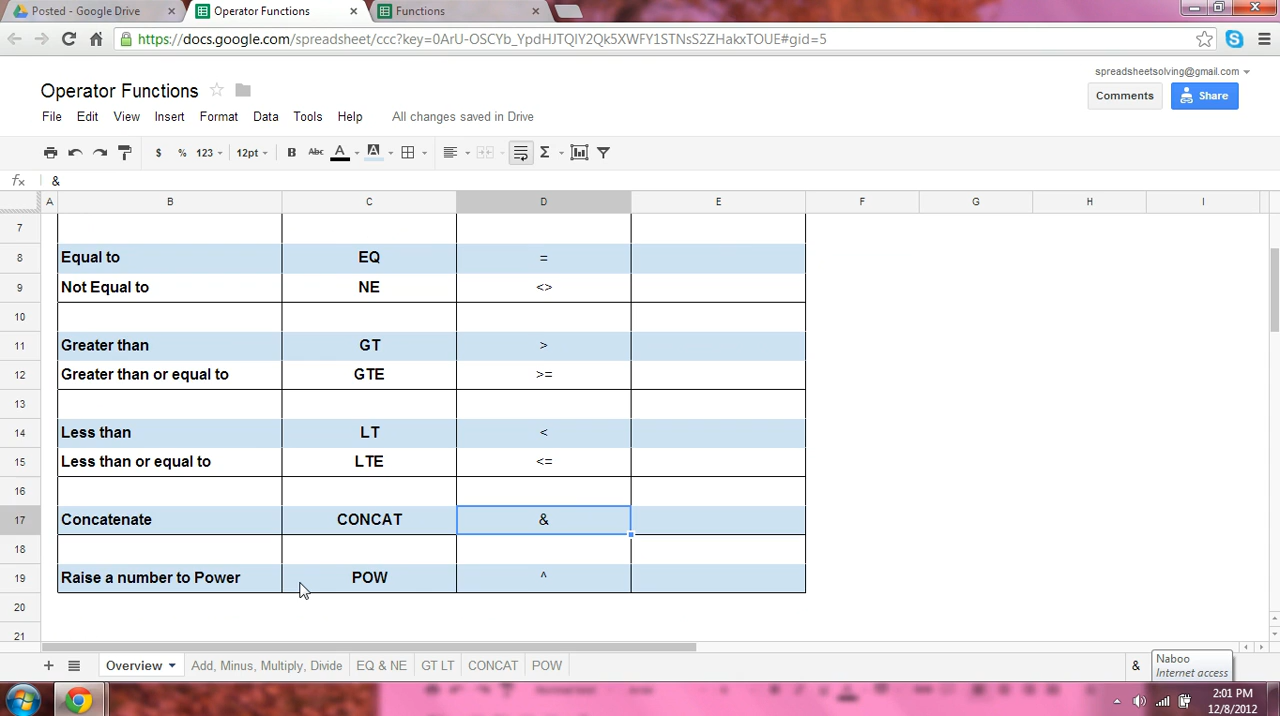 Posted - Google Drive
Operator Functions
Functions
https://docs.google.com/spreadsheet/ccc?key=0ArU-OSCYb_YpdHJTQlY2Qk5XWFY1STNsS2ZHakxTOUE#gid=5
spreadsheetsolving@gmail.com
Operator Functions
Comments
Share
File Edit View Insert Format Data Tools Help All changes saved in Drive
$ % 123 12pt B Abc A A Σ
fx &
A B C D E F G H I
7
8 Equal to EQ =
9 Not Equal to NE <>
10
11 Greater than GT >
12 Greater than or equal to GTE >=
13
14 Less than LT <
15 Less than or equal to LTE <=
16
17 Concatenate CONCAT &
18
19 Raise a number to Power POW ^
20
21
+ Overview Add, Minus, Multiply, Divide EQ & NE GT LT CONCAT POW &
Naboo
Internet access
2:01 PM
12/8/2012